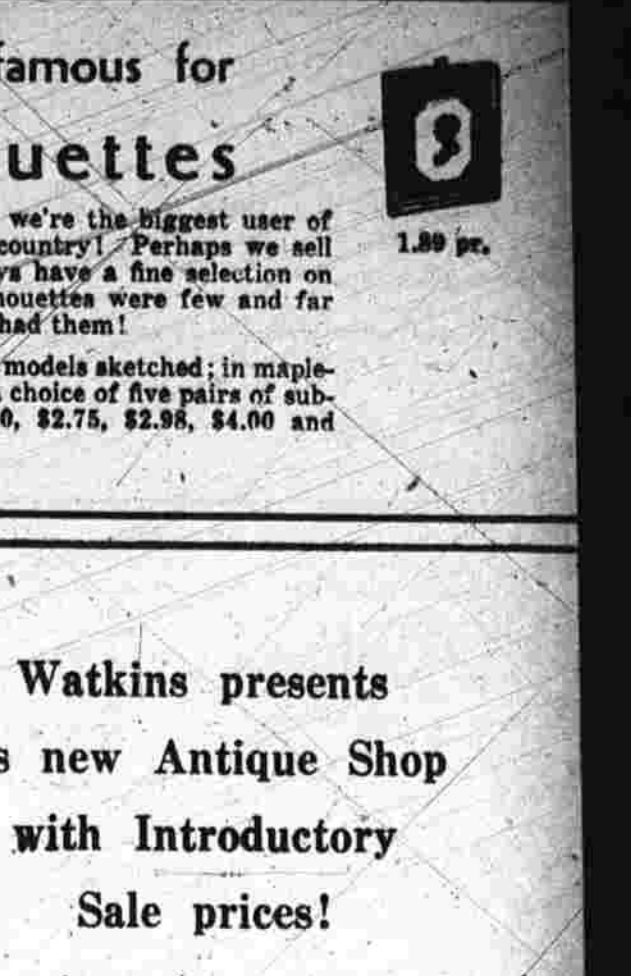 famous for
uettes
we're the biggest user of
country! Perhaps we sell
ys have a fine selection on
houettes were few and far
had them!
1.89 pr.
models sketched; in maple-
choice of five pairs of sub-
0, $2.75, $2.98, $4.00 and
Watkins presents
s new Antique Shop
with Introductory
Sale prices!